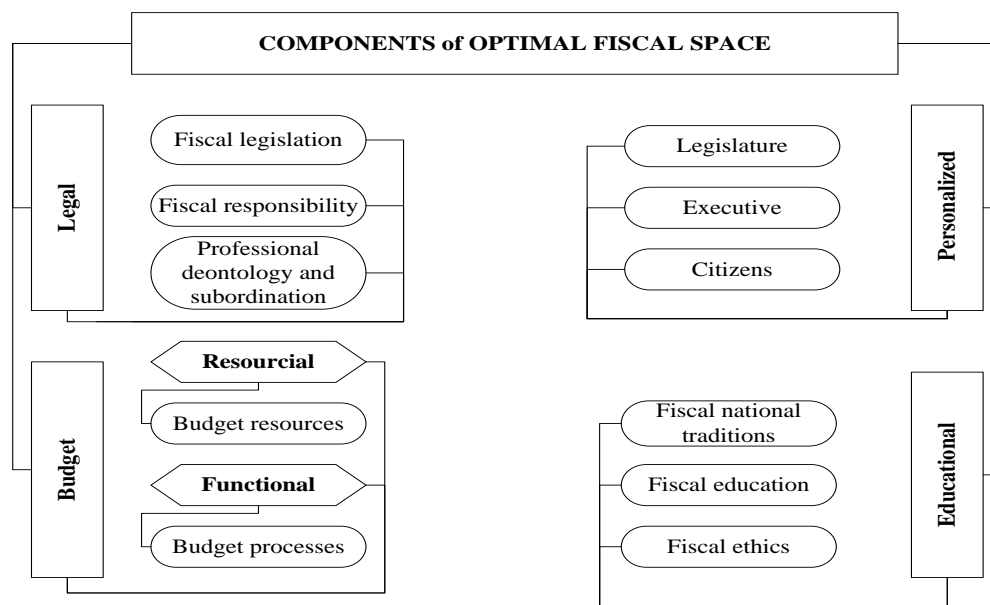 COMPONENTS of OPTIMAL FISCAL SPACE
Legal
Fiscal legislation
Fiscal responsibility
Professional
deontology and
subordination
Budget
Resourcial
Budget resources
Functional
Budget processes
Personalized
Legislature
Executive
Citizens
Educational
Fiscal national
traditions
Fiscal education
Fiscal ethics